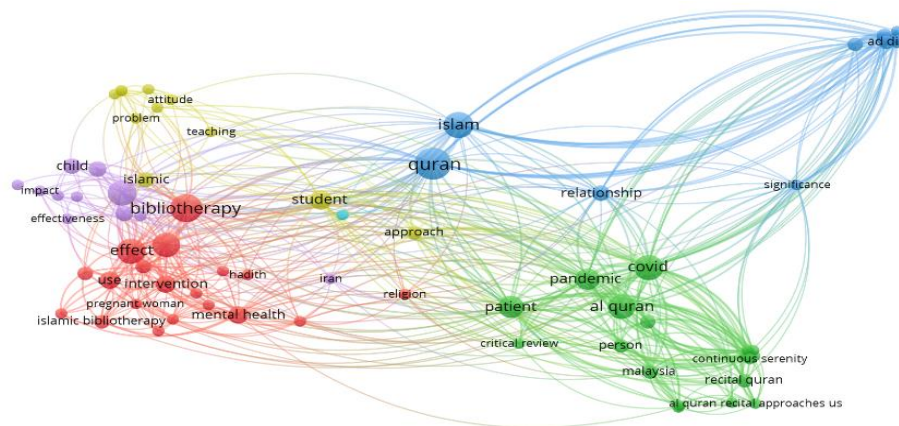 ad di
attitude
problem
islam
teaching
quran
child
islamic
impact
relationship
significance
student
bibliotherapy
effectiveness
approach
effect
covid
hadith
pandemic
use
intervention
iran
religion
pregnant woman
patient
al quran
islamic bibliotherapy
mental health
critical review
person
continuous serenity
malaysia
recital quran
al quran recital approaches us